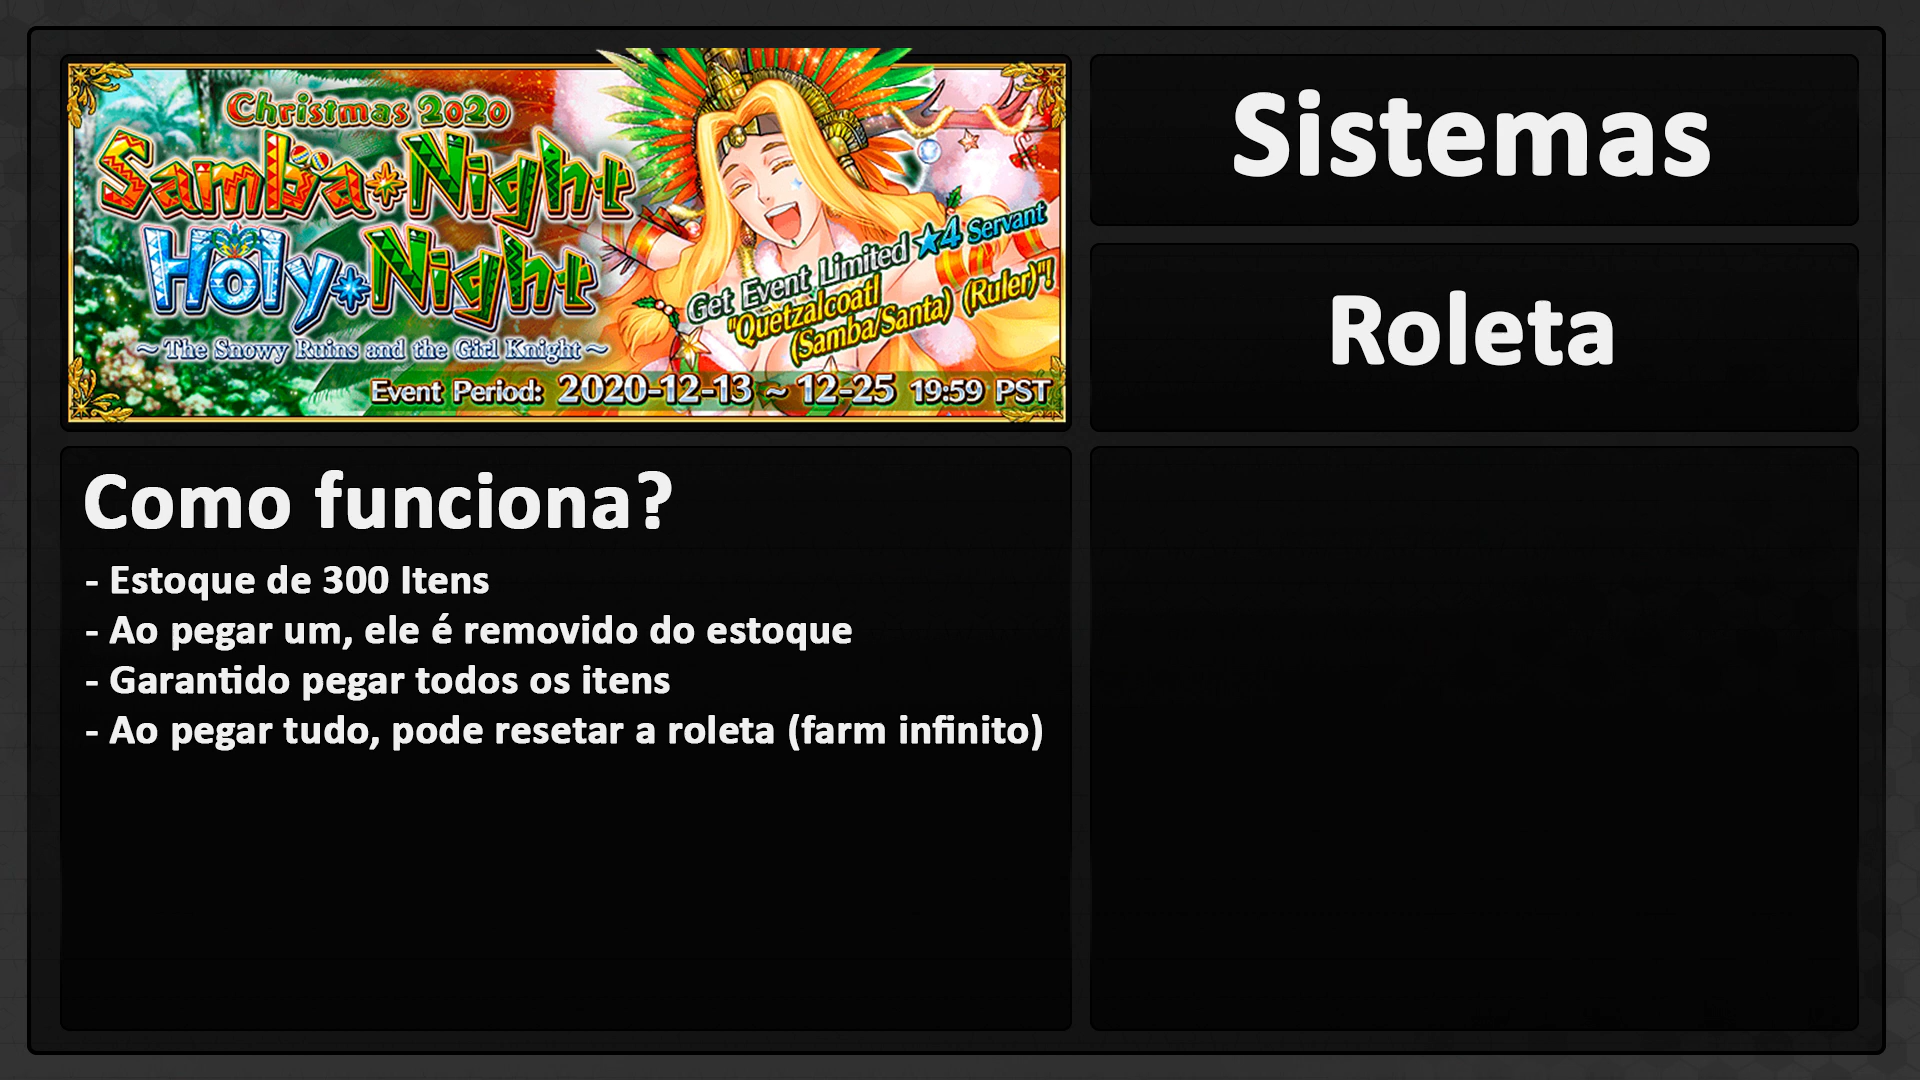 Christmas 2020
Samba Night
Holy Night
~The Snowy Ruins and the Girl Knight~
Get Event Limited ★4 Servant
"Quetzalcoatl
(Samba/Santa) (Ruler)"!
Event Period: 2020-12-13 ~ 12-25 19:59 PST
Sistemas
Roleta
Como funciona?
- Estoque de 300 Itens
- Ao pegar um, ele é removido do estoque
- Garantido pegar todos os itens
- Ao pegar tudo, pode resetar a roleta (farm infinito)